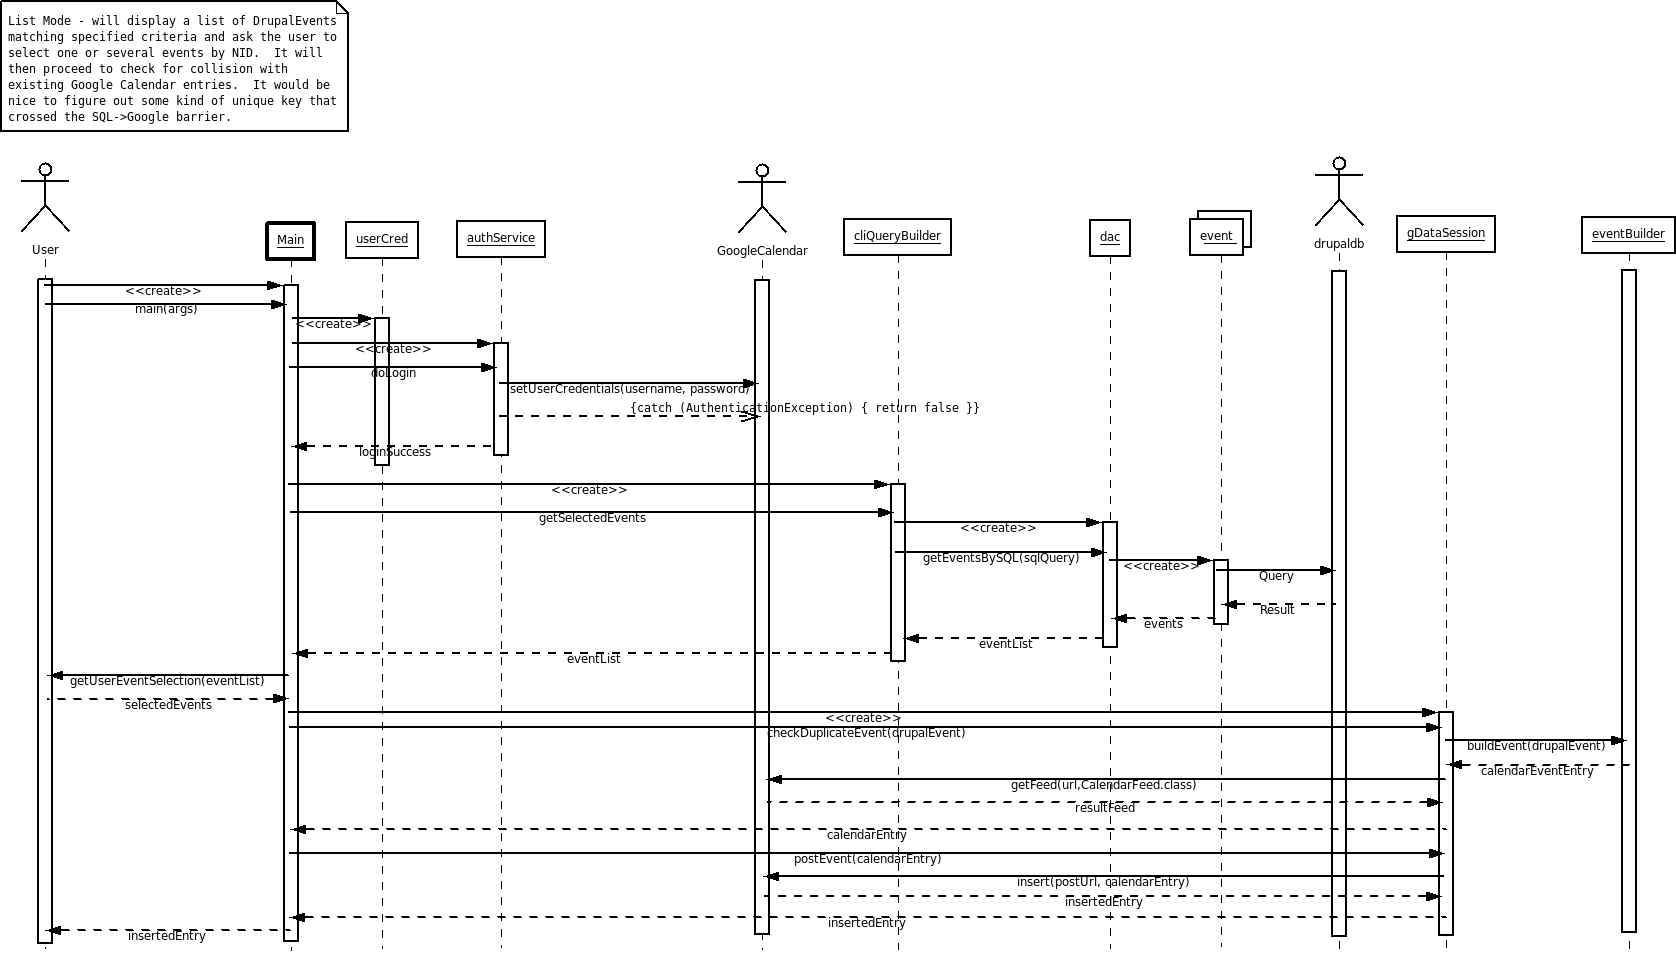 List Mode - will display a list of DrupalEvents
matching specified criteria and ask the user to
select one or several events by NID.  It will
then proceed to check for collision with
existing Google Calendar entries.  It would be
nice to figure out some kind of unique key that
crossed the SQL->Google barrier.
User
Main
userCred
authService
GoogleCalendar
cliQueryBuilder
dac
event
drupaldb
gDataSession
eventBuilder
<<create>>
main(args)
<<create>>
<<create>>
doLogin
setUserCredentials(username, password)
{catch (AuthenticationException) { return false }}
loginSuccess
<<create>>
getSelectedEvents
<<create>>
getEventsBySQL(sqlQuery)
<<create>>
Query
Result
events
eventList
eventList
getUserEventSelection(eventList)
selectedEvents
<<create>>
checkDuplicateEvent(drupalEvent)
buildEvent(drupalEvent)
calendarEventEntry
getFeed(url,CalendarFeed.class)
resultFeed
calendarEntry
postEvent(calendarEntry)
insert(postUrl, calendarEntry)
insertedEntry
insertedEntry
insertedEntry